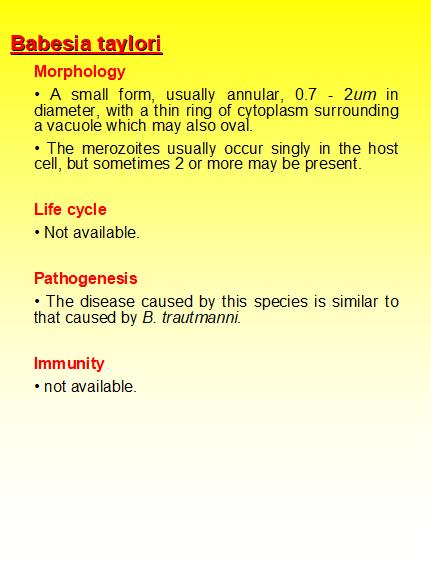 Babesia taylori
Morphology
• A small form, usually annular, 0.7 - 2um in
diameter, with a thin ring of cytoplasm surrounding
a vacuole which may also oval.
• The merozoites usually occur singly in the host
cell, but sometimes 2 or more may be present.
Life cycle
• Not available.
Pathogenesis
• The disease caused by this species is similar to
that caused by B. trautmanni.
Immunity
• not available.